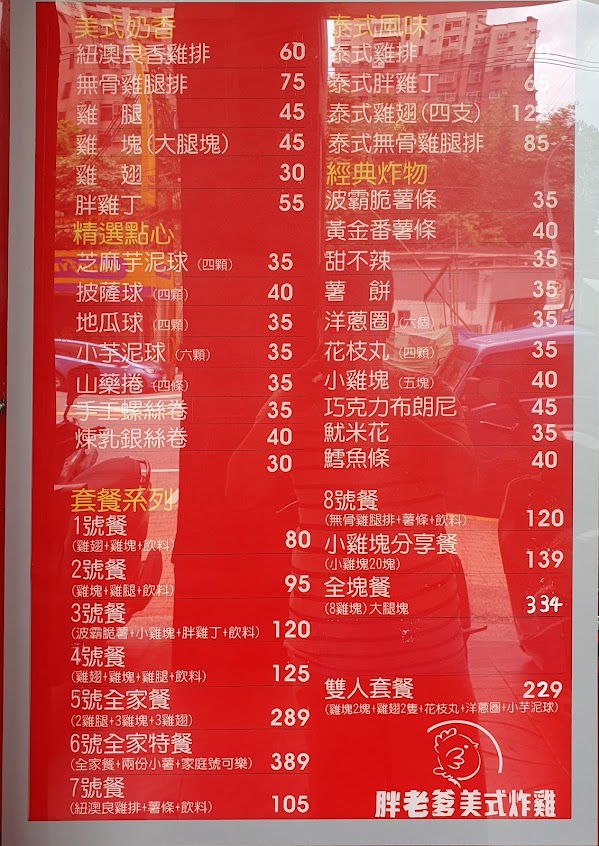 美式奶香
紐澳良香雞排 60
無骨雞腿排 75
雞 腿 45
雞 塊(大腿塊) 45
雞 翅 30
胖雞丁 55
精選點心
芝麻芋泥球 (四顆) 35
披薩球 (四顆) 40
地瓜球 (四顆) 35
小芋泥球 (六顆) 35
山藥捲 (四條) 35
手工螺絲卷 35
煉乳銀絲卷 40
30
套餐系列
1號餐
(雞翅+雞塊+飲料) 80
2號餐
(雞塊+雞腿+飲料) 95
3號餐
(波霸脆薯+小雞塊+胖雞丁+飲料) 120
4號餐
(雞翅+雞塊+雞腿+飲料) 125
5號全家餐
(2雞腿+3雞塊+3雞翅) 289
6號全家特餐
(全家餐+兩份小薯+家庭號可樂) 389
7號餐
(紐澳良雞排+薯條+飲料) 105
泰式風味
泰式雞排
泰式胖雞丁 65
泰式雞翅(四支)
泰式無骨雞腿排 85
經典炸物
波霸脆薯條 35
黃金番薯條 40
甜不辣 35
薯 餅 35
洋蔥圈 (六個) 35
花枝丸 (四顆) 35
小雞塊 (五塊) 40
巧克力布朗尼 45
魷米花 35
鱈魚條 40
8號餐
(無骨雞腿排+薯條+飲料) 120
小雞塊分享餐
(小雞塊20塊) 139
全塊餐
(8雞塊)大腿塊 334
雙人套餐 229
(雞塊2塊+雞翅2隻+花枝丸+洋蔥圈+小芋泥球)
胖老爹美式炸雞